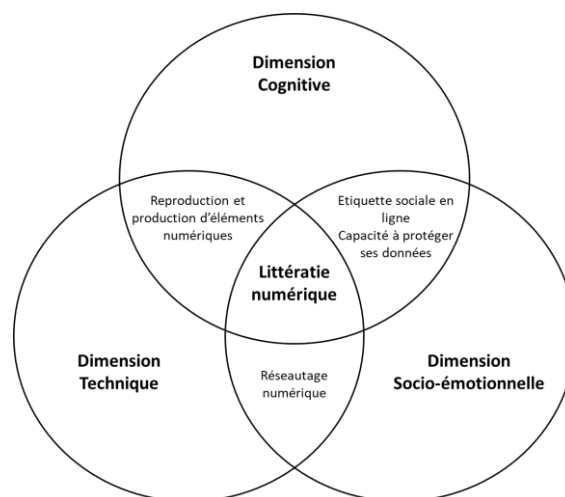 Dimension
Cognitive
Reproduction et
production d'éléments
numériques
Etiquette sociale en
ligne
Capacité à protéger
ses données
Littératie
numérique
Dimension
Technique
Réseautage
numérique
Dimension
Socio-émotionnelle